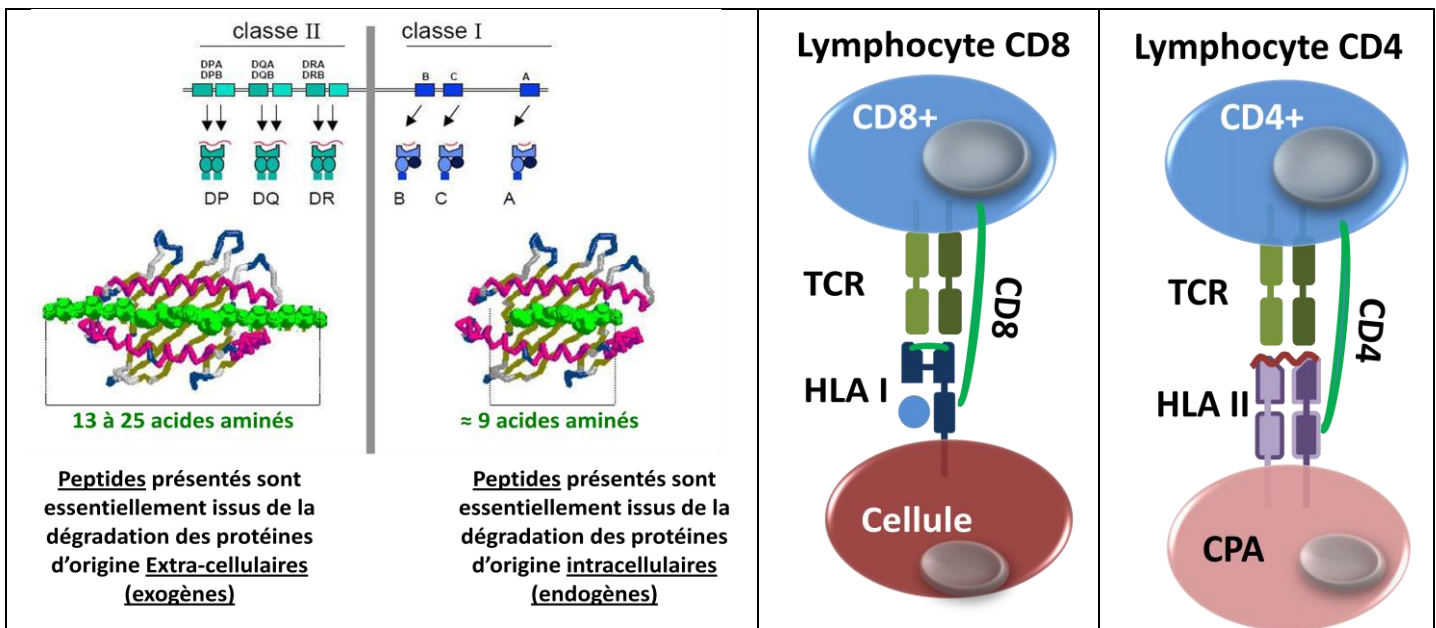 classe II
classe I
DPA
DPB
DQA
DQB
DRA
DRB
B
C
A
DP
DQ
DR
B
C
A
13 à 25 acides aminés
≈ 9 acides aminés
Peptides présentés sont
essentiellement issus de la
dégradation des protéines
d'origine Extra-cellulaires
(exogènes)
Peptides présentés sont
essentiellement issus de la
dégradation des protéines
d'origine intracellulaires
(endogènes)
Lymphocyte CD8
CD8+
TCR
CD8
HLA I
Cellule
Lymphocyte CD4
CD4+
TCR
CD4
HLA II
CPA